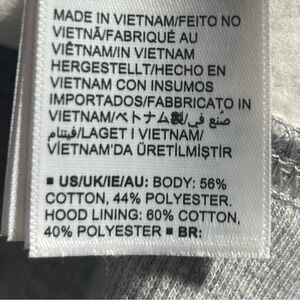 MADE IN VIETNAM/FEITO NO
VIETNÃ/FABRIQUÉ AU
VIÊTNAM/IN VIETNAM
HERGESTELLT/HECHO EN
VIETNAM CON INSUMOS
IMPORTADOS/FABBRICATO IN
VIETNAM/ベトナム製/صنع في
فيتنام/LAGET I VIETNAM/
VİETNAM'DA ÜRETİLMİŞTİR
■ US/UK/IE/AU: BODY: 56%
COTTON, 44% POLYESTER.
HOOD LINING: 60% COTTON,
40% POLYESTER ■ BR: